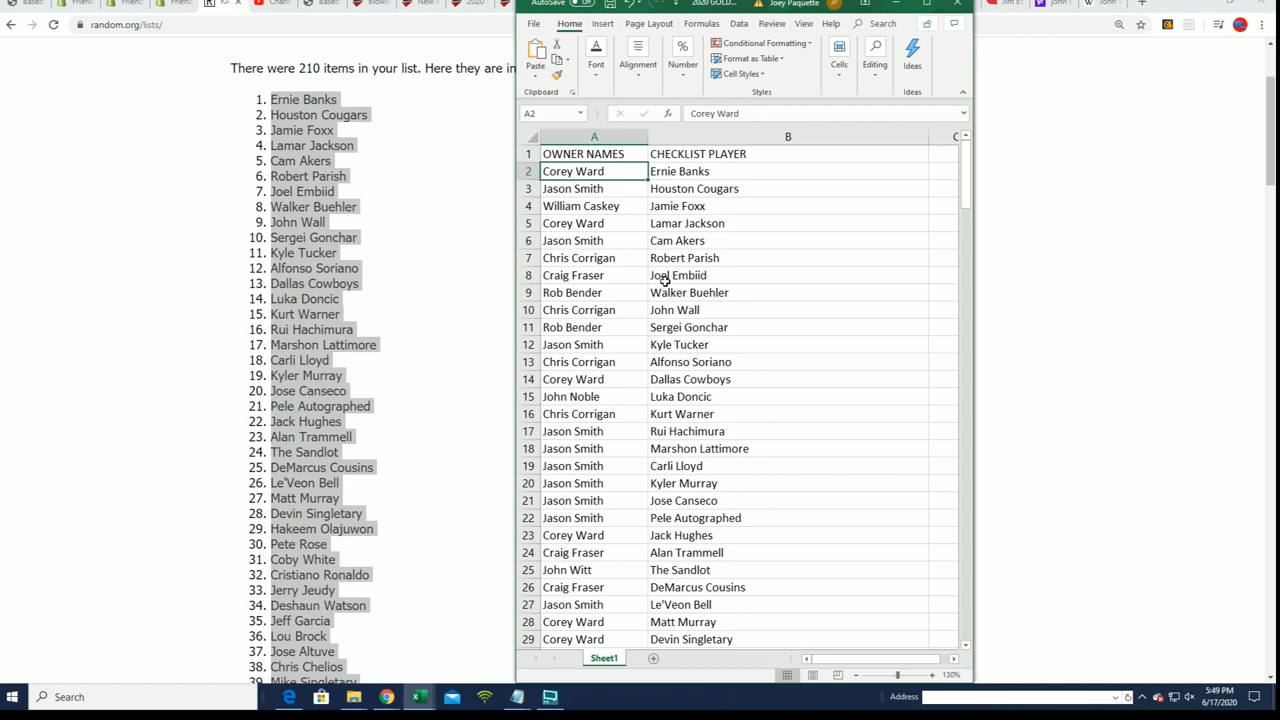 AutoSave Off 2020 GOLD... Joey Paquette JP
random.org/lists/
File Home Insert Page Layout Formulas Data Review View Help Search
Paste Font Alignment Number Conditional Formatting Format as Table Cell Styles Cells Editing Ideas
Clipboard Styles Ideas
A2 fx Corey Ward
There were 210 items in your list. Here they are in
1. Ernie Banks
2. Houston Cougars
3. Jamie Foxx
4. Lamar Jackson
5. Cam Akers
6. Robert Parish
7. Joel Embiid
8. Walker Buehler
9. John Wall
10. Sergei Gonchar
11. Kyle Tucker
12. Alfonso Soriano
13. Dallas Cowboys
14. Luka Doncic
15. Kurt Warner
16. Rui Hachimura
17. Marshon Lattimore
18. Carli Lloyd
19. Kyler Murray
20. Jose Canseco
21. Pele Autographed
22. Jack Hughes
23. Alan Trammell
24. The Sandlot
25. DeMarcus Cousins
26. Le'Veon Bell
27. Matt Murray
28. Devin Singletary
29. Hakeem Olajuwon
30. Pete Rose
31. Coby White
32. Cristiano Ronaldo
33. Jerry Jeudy
34. Deshaun Watson
35. Jeff Garcia
36. Lou Brock
37. Jose Altuve
38. Chris Chelios
39. Mike Singletary
A B C
1 OWNER NAMES CHECKLIST PLAYER
2 Corey Ward Ernie Banks
3 Jason Smith Houston Cougars
4 William Caskey Jamie Foxx
5 Corey Ward Lamar Jackson
6 Jason Smith Cam Akers
7 Chris Corrigan Robert Parish
8 Craig Fraser Joel Embiid
9 Rob Bender Walker Buehler
10 Chris Corrigan John Wall
11 Rob Bender Sergei Gonchar
12 Jason Smith Kyle Tucker
13 Chris Corrigan Alfonso Soriano
14 Corey Ward Dallas Cowboys
15 John Noble Luka Doncic
16 Chris Corrigan Kurt Warner
17 Jason Smith Rui Hachimura
18 Jason Smith Marshon Lattimore
19 Jason Smith Carli Lloyd
20 Jason Smith Kyler Murray
21 Jason Smith Jose Canseco
22 Jason Smith Pele Autographed
23 Corey Ward Jack Hughes
24 Craig Fraser Alan Trammell
25 John Witt The Sandlot
26 Craig Fraser DeMarcus Cousins
27 Jason Smith Le'Veon Bell
28 Corey Ward Matt Murray
29 Corey Ward Devin Singletary
Sheet1
130%
Search Address 5:49 PM
6/17/2020